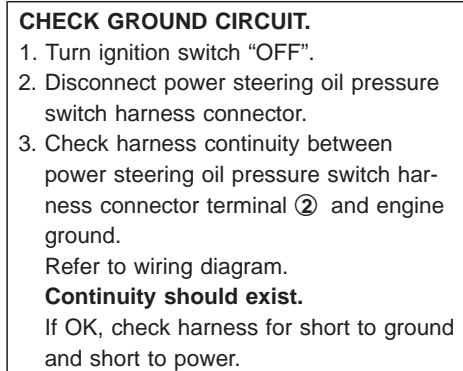 CHECK GROUND CIRCUIT.
1. Turn ignition switch “OFF”.
2. Disconnect power steering oil pressure
switch harness connector.
3. Check harness continuity between
power steering oil pressure switch har-
ness connector terminal ② and engine
ground.
Refer to wiring diagram.
Continuity should exist.
If OK, check harness for short to ground
and short to power.